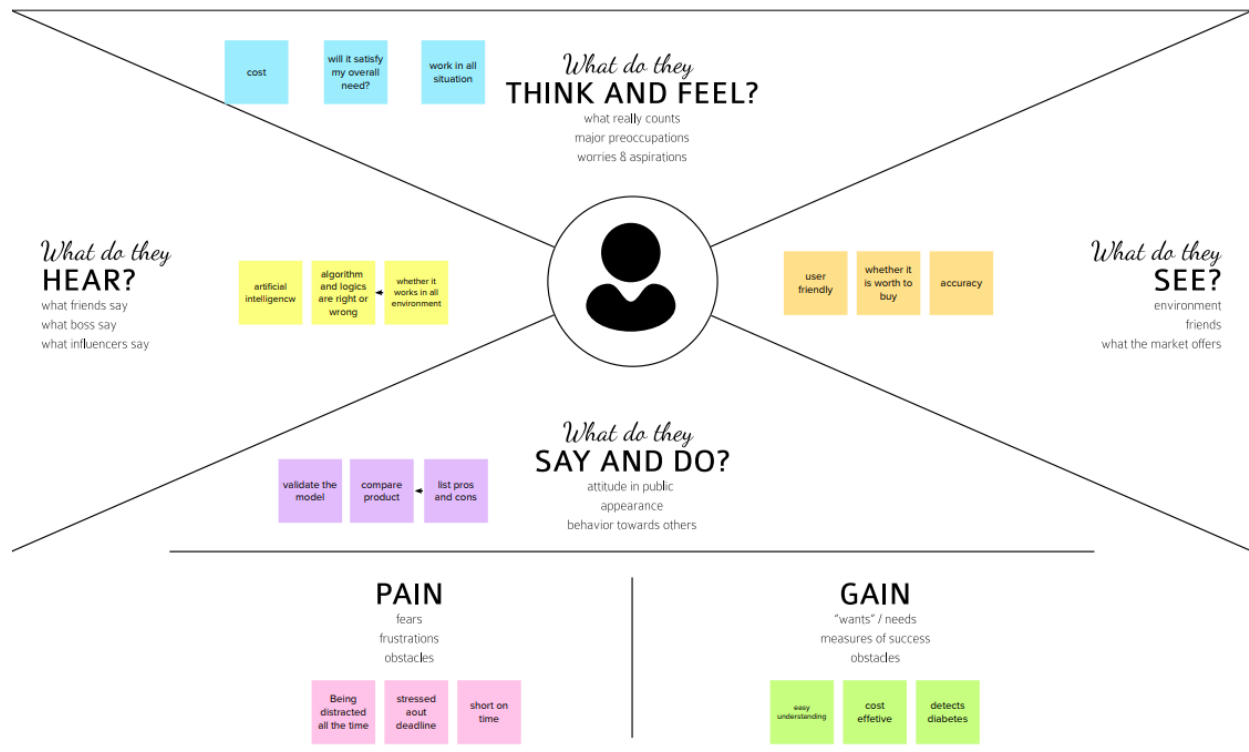 cost
will it satisfy
my overall
need?
work in all
situation
What do they
THINK AND FEEL?
what really counts
major preoccupations
worries & aspirations
What do they
HEAR?
what friends say
what boss say
what influencers say
artificial
intelligencw
algorithm
and logics
are right or
wrong
whether it
works in all
environment
user
friendly
whether it
is worth to
buy
accuracy
What do they
SEE?
environment
friends
what the market offers
What do they
SAY AND DO?
attitude in public
appearance
behavior towards others
validate the
model
compare
product
list pros
and cons
PAIN
fears
frustrations
obstacles
Being
distracted
all the time
stressed
aout
deadline
short on
time
GAIN
"wants" / needs
measures of success
obstacles
easy
understanding
cost
effetive
detects
diabetes